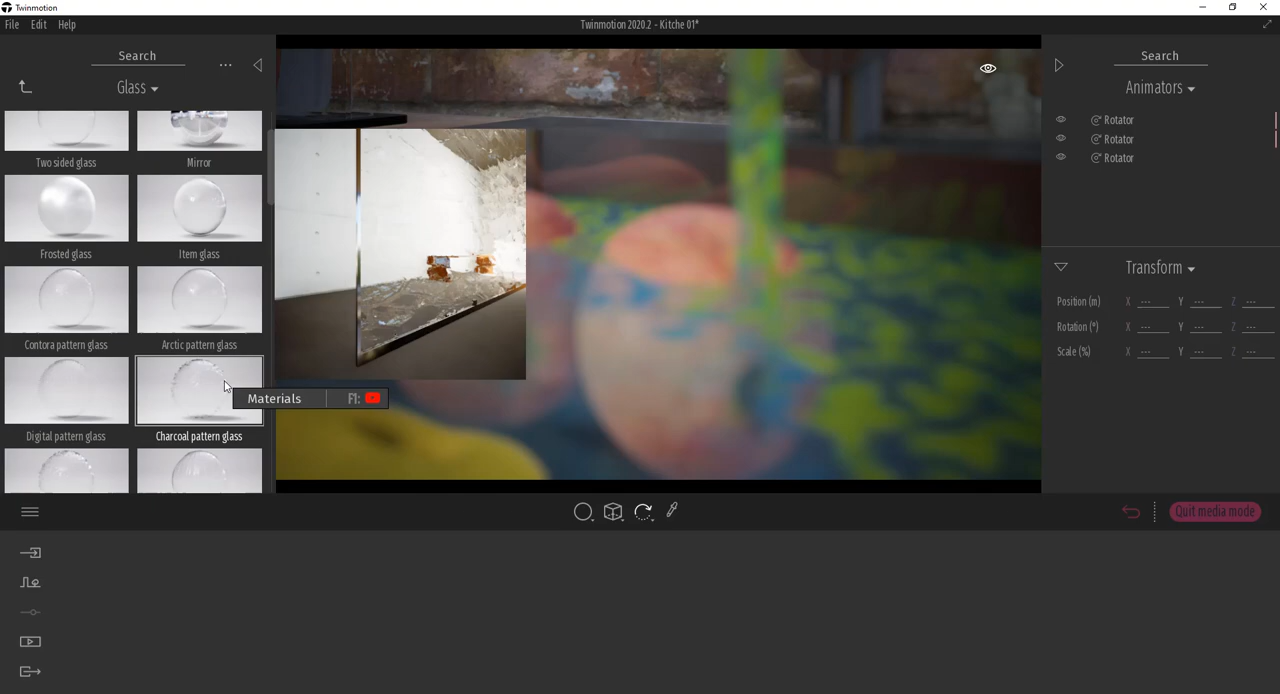 Twinmotion
File Edit Help
Twinmotion 2020.2 - Kitche 01*
Search
...
Glass
Two sided glass
Mirror
Frosted glass
Item glass
Contora pattern glass
Arctic pattern glass
Digital pattern glass
Charcoal pattern glass
Materials F1:
Search
Animators
Rotator
Rotator
Rotator
Transform
Position (m) X --- Y --- Z ---
Rotation (°) X --- Y --- Z ---
Scale (%) X --- Y --- Z ---
Quit media mode